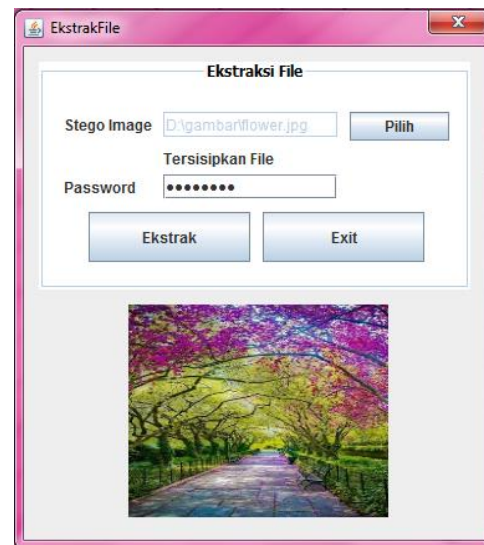 EkstrakFile
Ekstraksi File
Stego Image D:\gambar\flower.jpg Pilih
Tersisipkan File
Password ••••••••
Ekstrak Exit